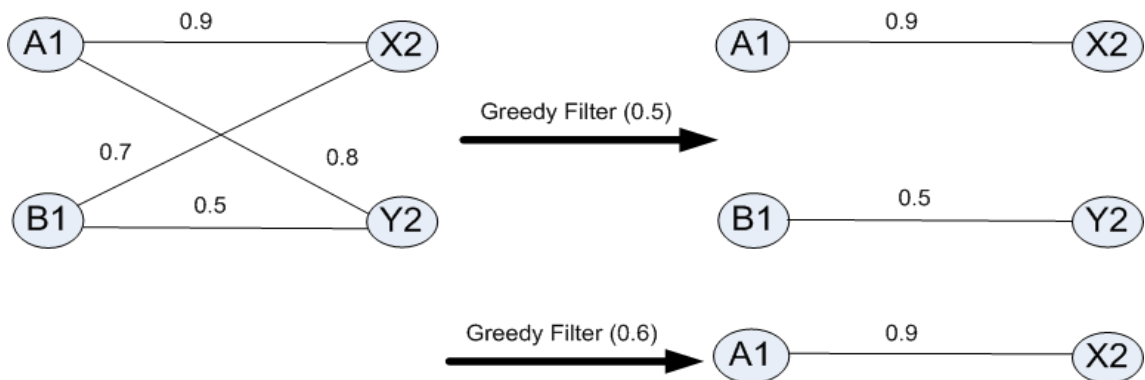 0.9
A1
X2
0.7
0.8
B1
0.5
Y2
Greedy Filter (0.5)
0.9
A1
X2
0.5
B1
Y2
Greedy Filter (0.6)
0.9
A1
X2